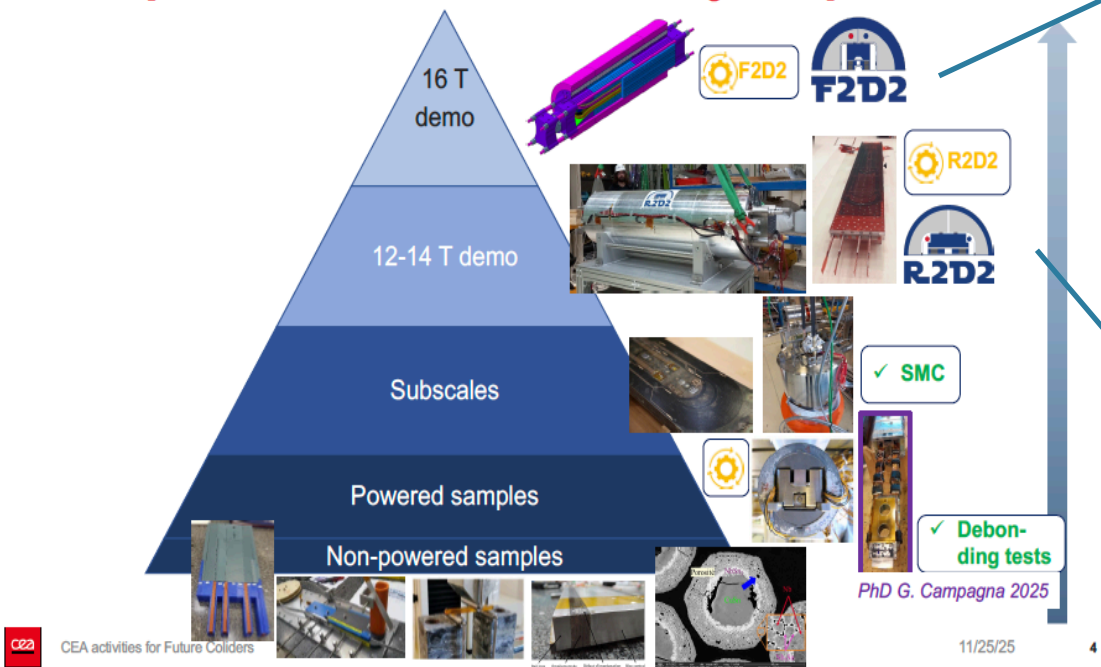 16 T
demo
F2D2
F2D2
R2D2
R2D2
R2D2
12-14 T demo
Subscales
✓ SMC
Powered samples
✓ Debon-
ding tests
Non-powered samples
PhD G. Campagna 2025
cea
CEA activities for Future Coliders
11/25/25
4